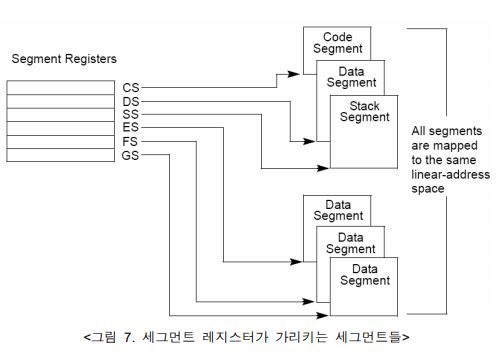 Segment Registers
CS
DS
SS
ES
FS
GS
Code
Segment
Data
Segment
Stack
Segment
Data
Segment
Data
Segment
Data
Segment
All segments
are mapped
to the same
linear-address
space
<그림 7. 세그먼트 레지스터가 가리키는 세그먼트들>